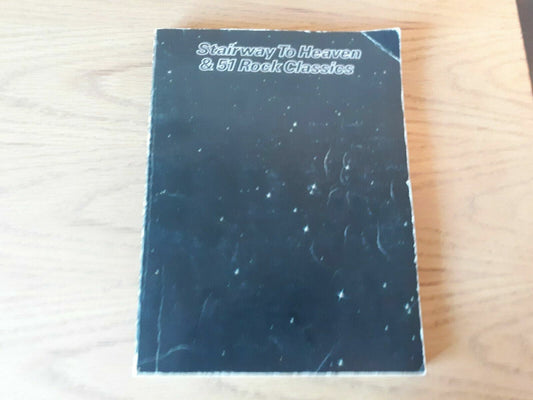 Stairway To Heaven
& 51 Rock Classics